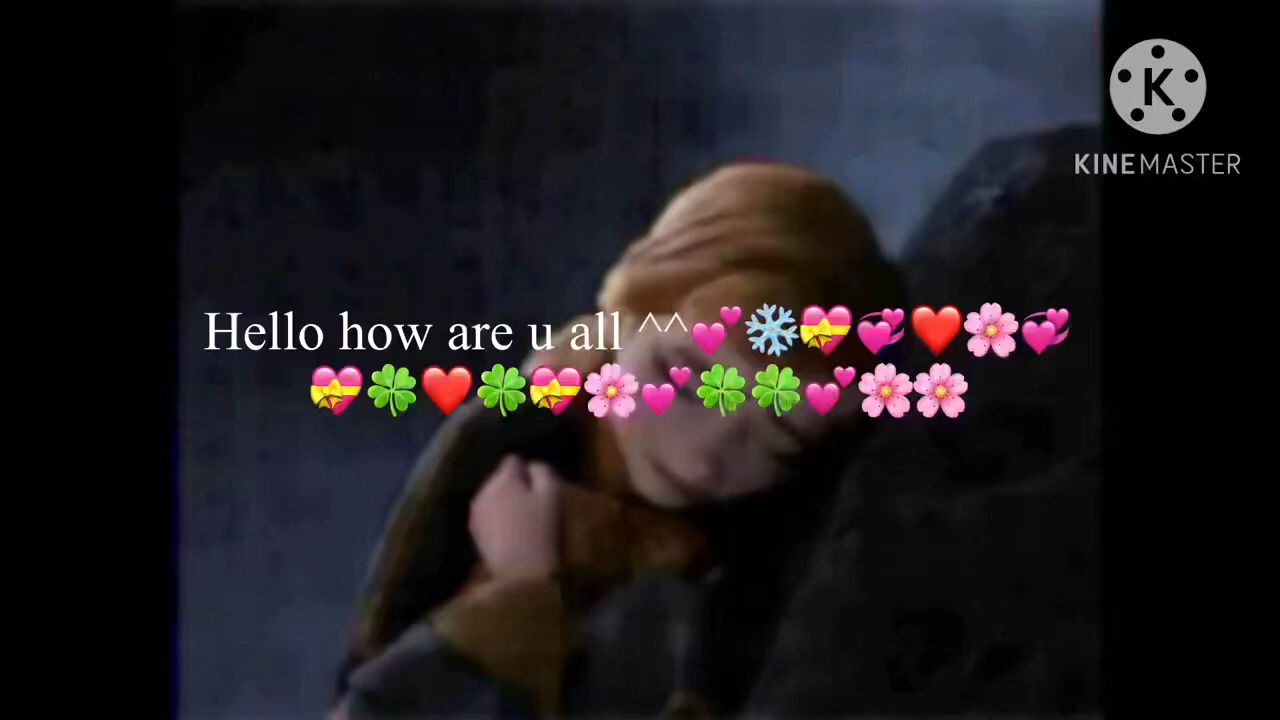 KINEMASTER
Hello how are u all ^^💕❄️💝💞❤️🌸💞
💝🍀❤️🍀💝🌸💕🍀🍀💕🌸🌸